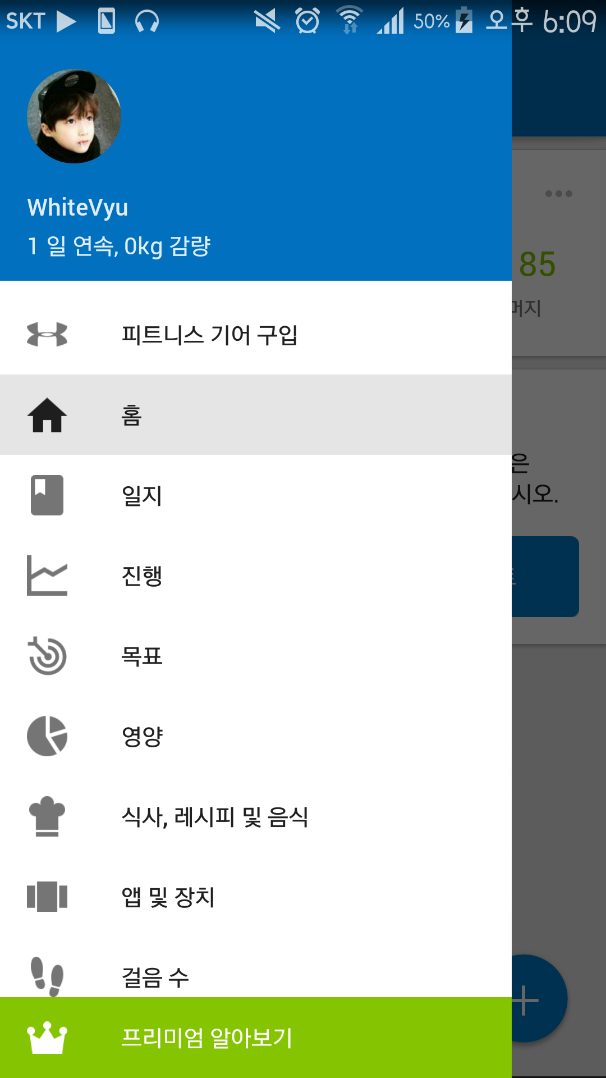 SKT 50% 오후 6:09
WhiteVyu
1 일 연속, 0kg 감량
85
머지
피트니스 기어 구입
홈
은
시오.
일지
진행
목표
영양
식사, 레시피 및 음식
앱 및 장치
걸음 수
프리미엄 알아보기